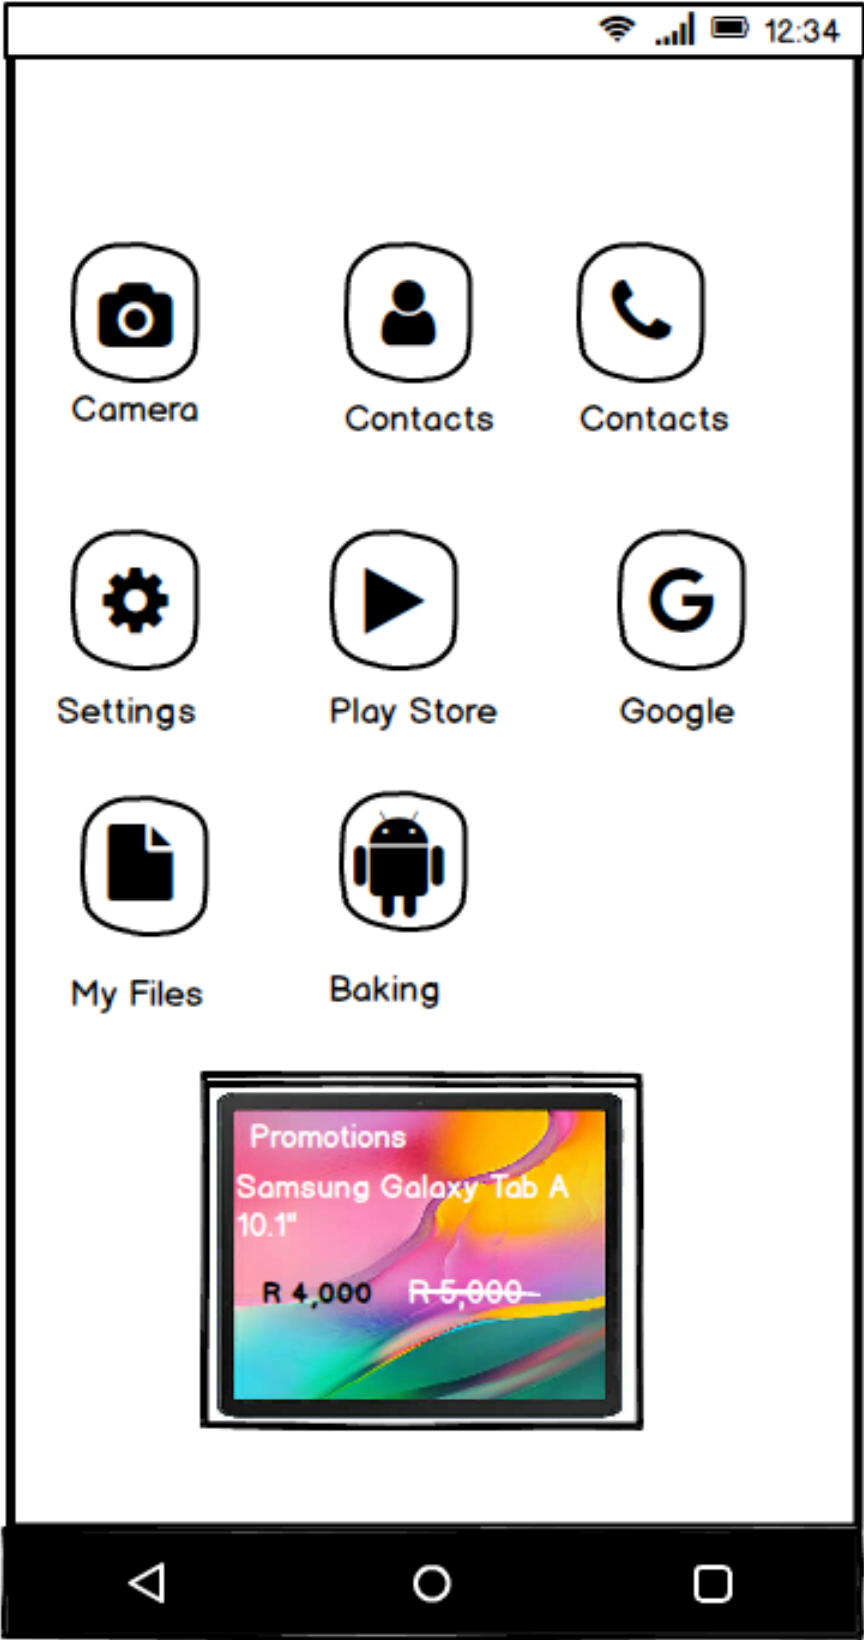 12:34
Camera
Contacts
Contacts
Settings
Play Store
Google
My Files
Baking
Promotions
Samsung Galaxy Tab A
10.1"
R 4,000 R 5,000